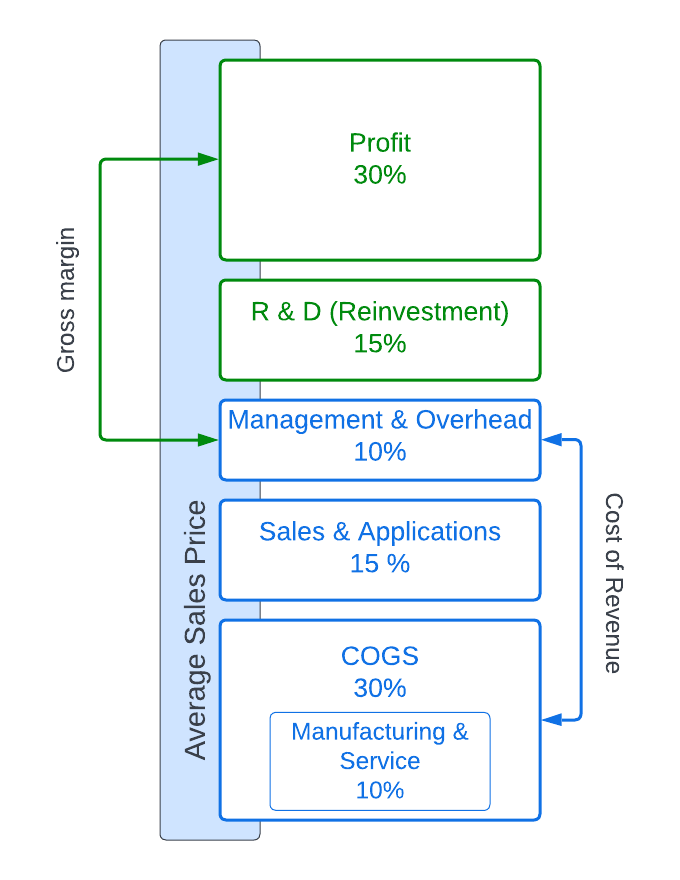 Profit
30%
R & D (Reinvestment)
15%
Gross margin
Management & Overhead
10%
Sales & Applications
15 %
Average Sales Price
Cost of Revenue
COGS
30%
Manufacturing &
Service
10%